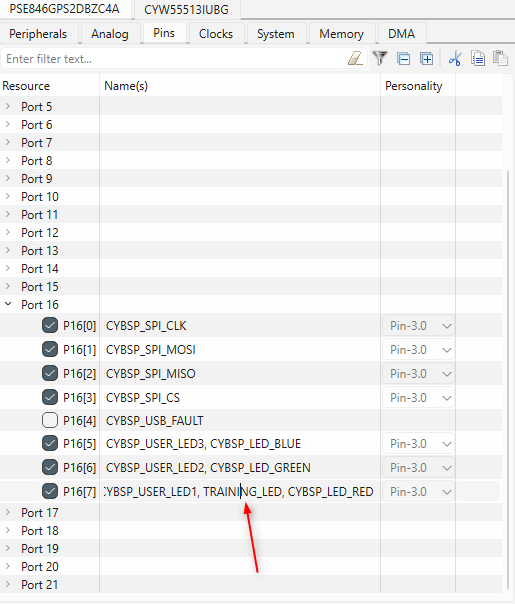 PSE846GPS2DBZC4A CYW55513IUBG
Peripherals Analog Pins Clocks System Memory DMA
Enter filter text...
Resource Name(s) Personality
Port 5
Port 6
Port 7
Port 8
Port 9
Port 10
Port 11
Port 12
Port 13
Port 14
Port 15
Port 16
P16[0] CYBSP_SPI_CLK Pin-3.0
P16[1] CYBSP_SPI_MOSI Pin-3.0
P16[2] CYBSP_SPI_MISO Pin-3.0
P16[3] CYBSP_SPI_CS Pin-3.0
P16[4] CYBSP_USB_FAULT
P16[5] CYBSP_USER_LED3, CYBSP_LED_BLUE Pin-3.0
P16[6] CYBSP_USER_LED2, CYBSP_LED_GREEN Pin-3.0
P16[7] CYBSP_USER_LED1, TRAINING_LED, CYBSP_LED_RED Pin-3.0
Port 17
Port 18
Port 19
Port 20
Port 21